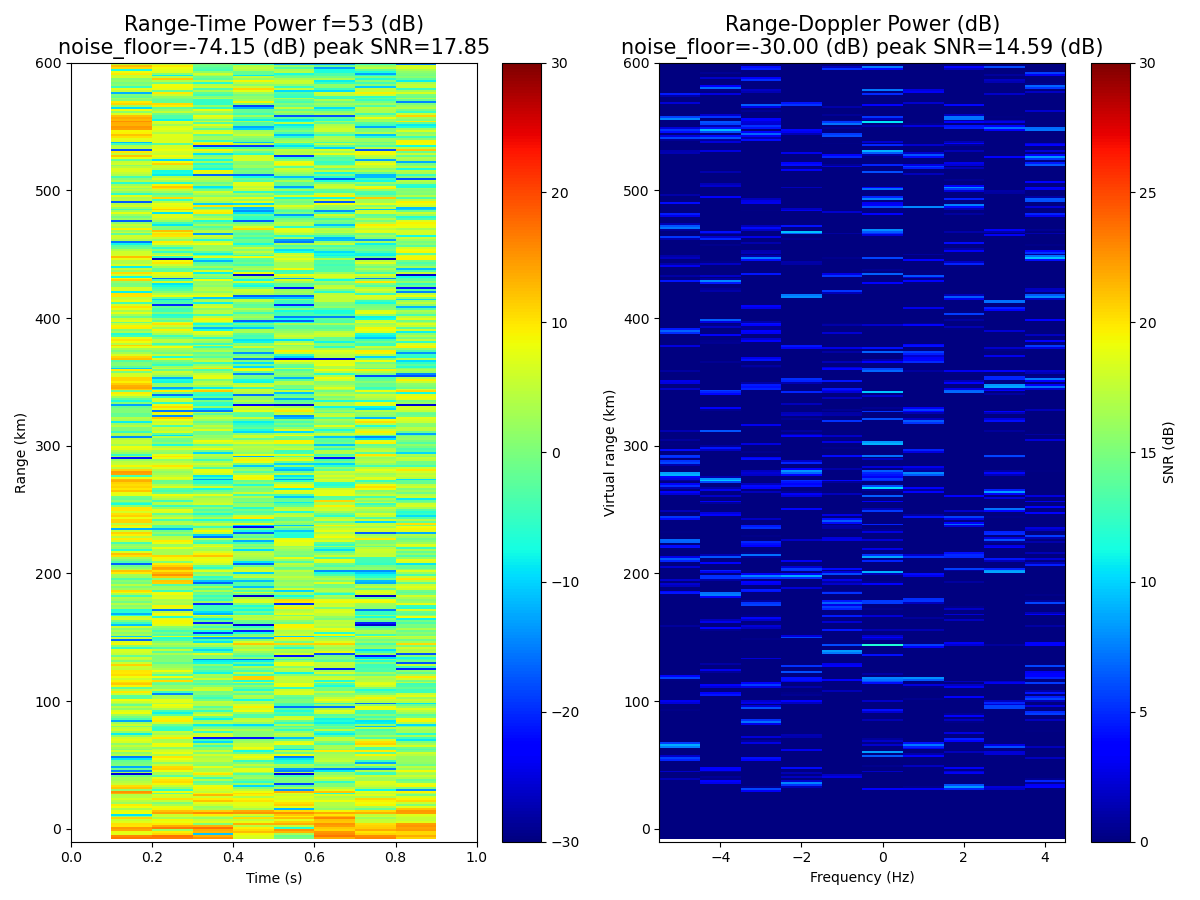 Range-Time Power f=53 (dB)
noise_floor=-74.15 (dB) peak SNR=17.85
600
500
400
300
200
100
0
Range (km)
0.0 0.2 0.4 0.6 0.8 1.0
Time (s)
30
20
10
0
−10
−20
−30
Range-Doppler Power (dB)
noise_floor=-30.00 (dB) peak SNR=14.59 (dB)
600
500
400
300
200
100
0
Virtual range (km)
−4 −2 0 2 4
Frequency (Hz)
30
25
20
15
10
5
0
SNR (dB)